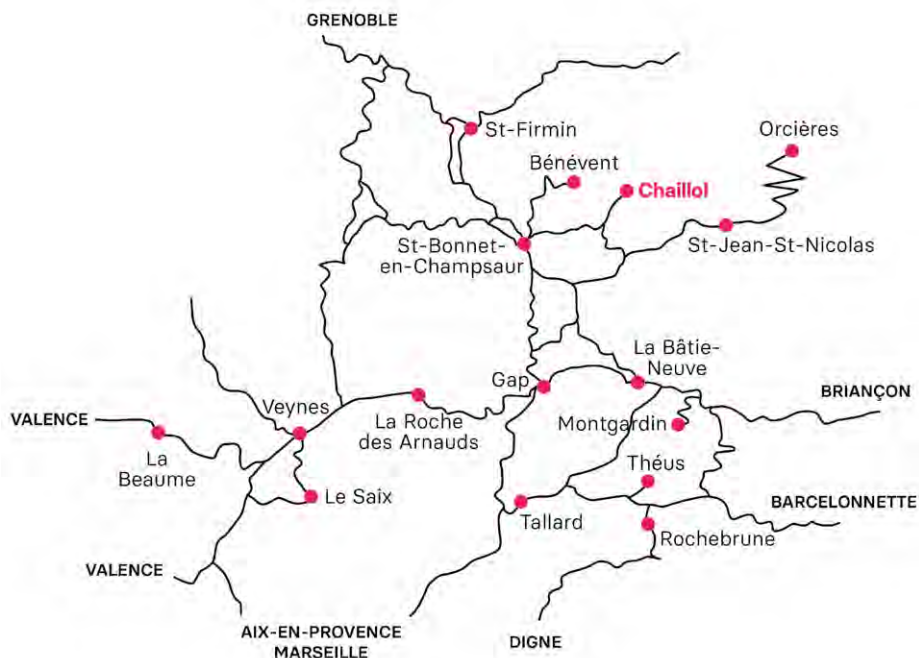 GRENOBLE
St-Firmin
Orcières
Bénévent
Chaillol
St-Bonnet-
en-Champsaur
St-Jean-St-Nicolas
La Bâtie-
Neuve
Gap
BRIANÇON
Veynes
VALENCE
La Roche
des Arnauds
Montgardin
La
Beaume
Théus
Le Saix
Tallard
BARCELONNETTE
Rochebrune
VALENCE
AIX-EN-PROVENCE
MARSEILLE
DIGNE